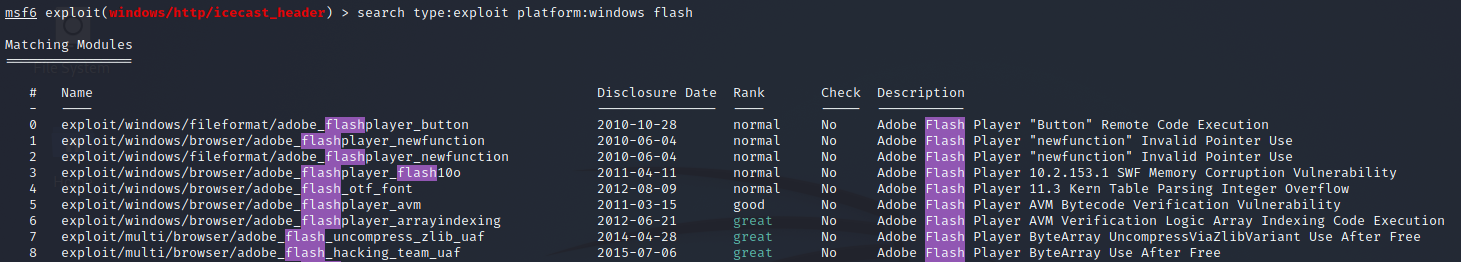 msf6 exploit(windows/http/icecast_header) > search type:exploit platform:windows flash
Matching Modules
================
File System
# Name Disclosure Date Rank Check Description
- ---- --------------- ---- ----- -----------
0 exploit/windows/fileformat/adobe_flashplayer_button 2010-10-28 normal No Adobe Flash Player "Button" Remote Code Execution
1 exploit/windows/browser/adobe_flashplayer_newfunction 2010-06-04 normal No Adobe Flash Player "newfunction" Invalid Pointer Use
2 exploit/windows/fileformat/adobe_flashplayer_newfunction 2010-06-04 normal No Adobe Flash Player "newfunction" Invalid Pointer Use
3 exploit/windows/browser/adobe_flashplayer_flash10o 2011-04-11 normal No Adobe Flash Player 10.2.153.1 SWF Memory Corruption Vulnerability
4 exploit/windows/browser/adobe_flash_otf_font 2012-08-09 normal No Adobe Flash Player 11.3 Kern Table Parsing Integer Overflow
5 exploit/windows/browser/adobe_flashplayer_avm 2011-03-15 good No Adobe Flash Player AVM Bytecode Verification Vulnerability
6 exploit/windows/browser/adobe_flashplayer_arrayindexing 2012-06-21 great No Adobe Flash Player AVM Verification Logic Array Indexing Code Execution
7 exploit/multi/browser/adobe_flash_uncompress_zlib_uaf 2014-04-28 great No Adobe Flash Player ByteArray UncompressViaZlibVariant Use After Free
8 exploit/multi/browser/adobe_flash_hacking_team_uaf 2015-07-06 great No Adobe Flash Player ByteArray Use After Free